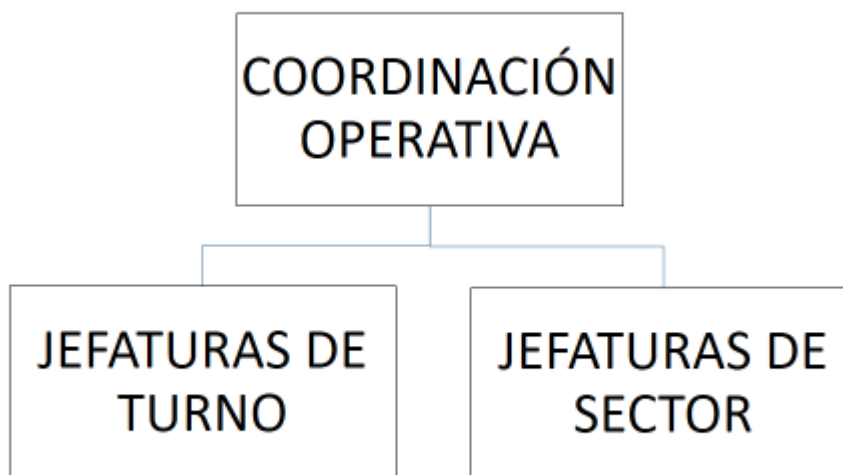 COORDINACIÓN
OPERATIVA
JEFATURAS DE
TURNO
JEFATURAS DE
SECTOR